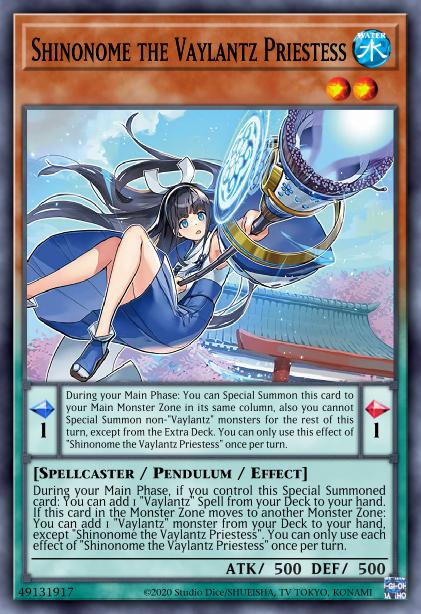 SHINONOME THE VAYLANTZ PRIESTESS
WATER
水
During your Main Phase: You can Special Summon this card to
your Main Monster Zone in its same column, also you cannot
Special Summon non-"Vaylantz" monsters for the rest of this
turn, except from the Extra Deck. You can only use this effect of
"Shinonome the Vaylantz Priestess" once per turn.
1
1
[SPELLCASTER / PENDULUM / EFFECT]
During your Main Phase, if you control this Special Summoned
card: You can add 1 "Vaylantz" Spell from your Deck to your hand.
If this card in the Monster Zone moves to another Monster Zone:
You can add 1 "Vaylantz" monster from your Deck to your hand,
except "Shinonome the Vaylantz Priestess". You can only use each
effect of "Shinonome the Vaylantz Priestess" once per turn.
ATK/ 500 DEF/ 500
49131917
©2020 Studio Dice/SHUEISHA, TV TOKYO, KONAMI